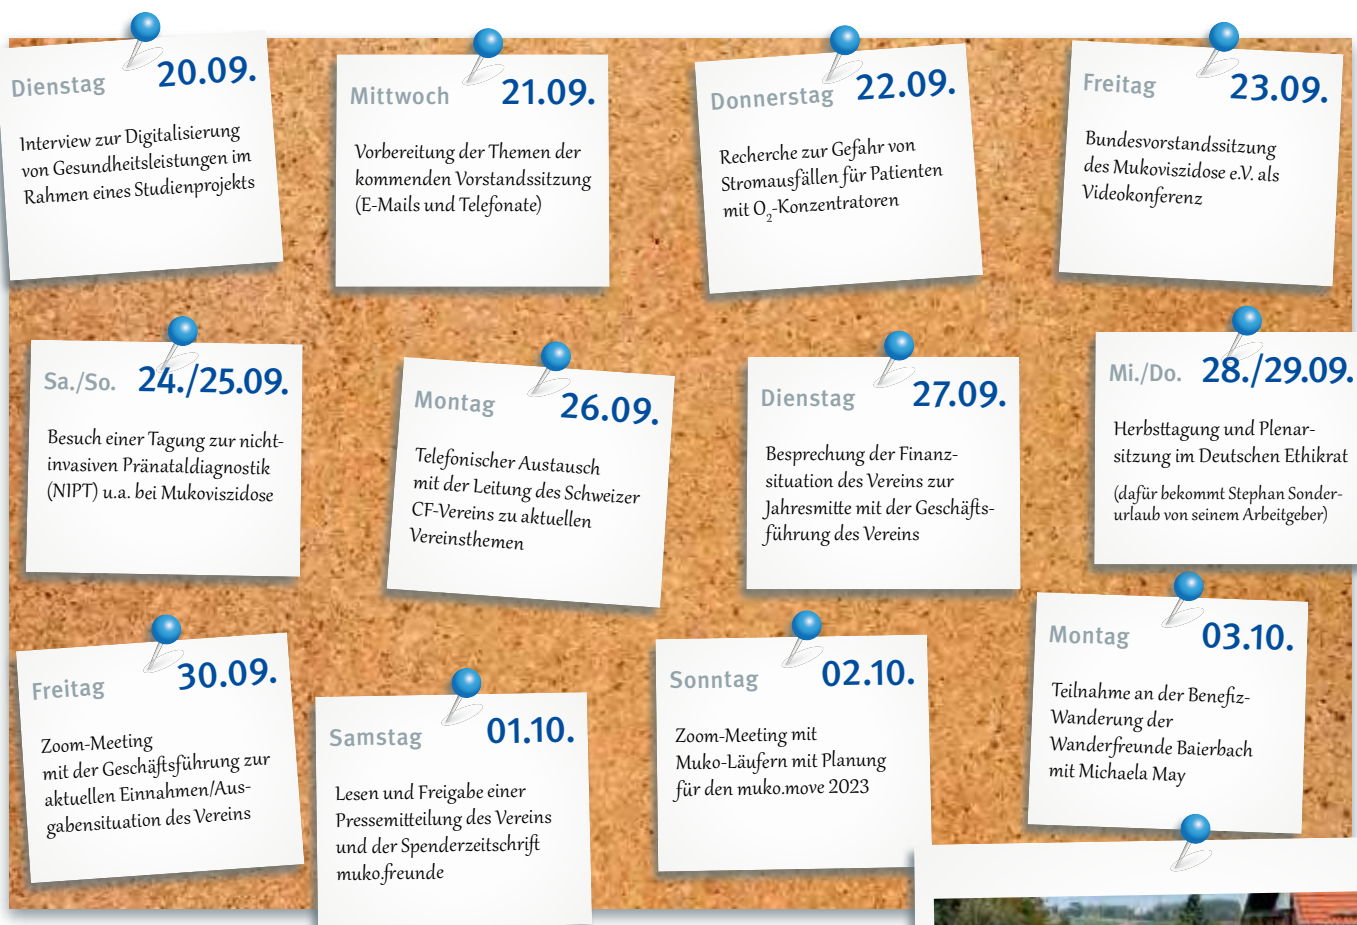 Dienstag 20.09.
Interview zur Digitalisierung
von Gesundheitsleistungen im
Rahmen eines Studienprojekts
Mittwoch 21.09.
Vorbereitung der Themen der
kommenden Vorstandssitzung
(E-Mails und Telefonate)
Donnerstag 22.09.
Recherche zur Gefahr von
Stromausfällen für Patienten
mit O₂-Konzentratoren
Freitag 23.09.
Bundesvorstandssitzung
des Mukoviszidose e.V. als
Videokonferenz
Sa./So. 24./25.09.
Besuch einer Tagung zur nicht-
invasiven Pränataldiagnostik
(NIPT) u.a. bei Mukoviszidose
Montag 26.09.
Telefonischer Austausch
mit der Leitung des Schweizer
CF-Vereins zu aktuellen
Vereinsthemen
Dienstag 27.09.
Besprechung der Finanz-
situation des Vereins zur
Jahresmitte mit der Geschäfts-
führung des Vereins
Mi./Do. 28./29.09.
Herbsttagung und Plenar-
sitzung im Deutschen Ethikrat
(dafür bekommt Stephan Sonder-
urlaub von seinem Arbeitgeber)
Freitag 30.09.
Zoom-Meeting
mit der Geschäftsführung zur
aktuellen Einnahmen/Aus-
gabensituation des Vereins
Samstag 01.10.
Lesen und Freigabe einer
Pressemitteilung des Vereins
und der Spenderzeitschrift
muko.freunde
Sonntag 02.10.
Zoom-Meeting mit
Muko-Läufern mit Planung
für den muko.move 2023
Montag 03.10.
Teilnahme an der Benefiz-
Wanderung der
Wanderfreunde Baierbach
mit Michaela May